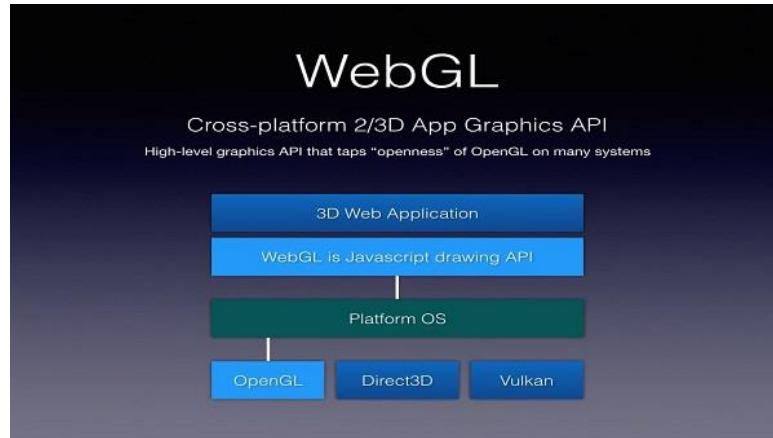 WebGL
Cross-platform 2/3D App Graphics API
High-level graphics API that taps “openness” of OpenGL on many systems
3D Web Application
WebGL is Javascript drawing API
Platform OS
OpenGL
Direct3D
Vulkan